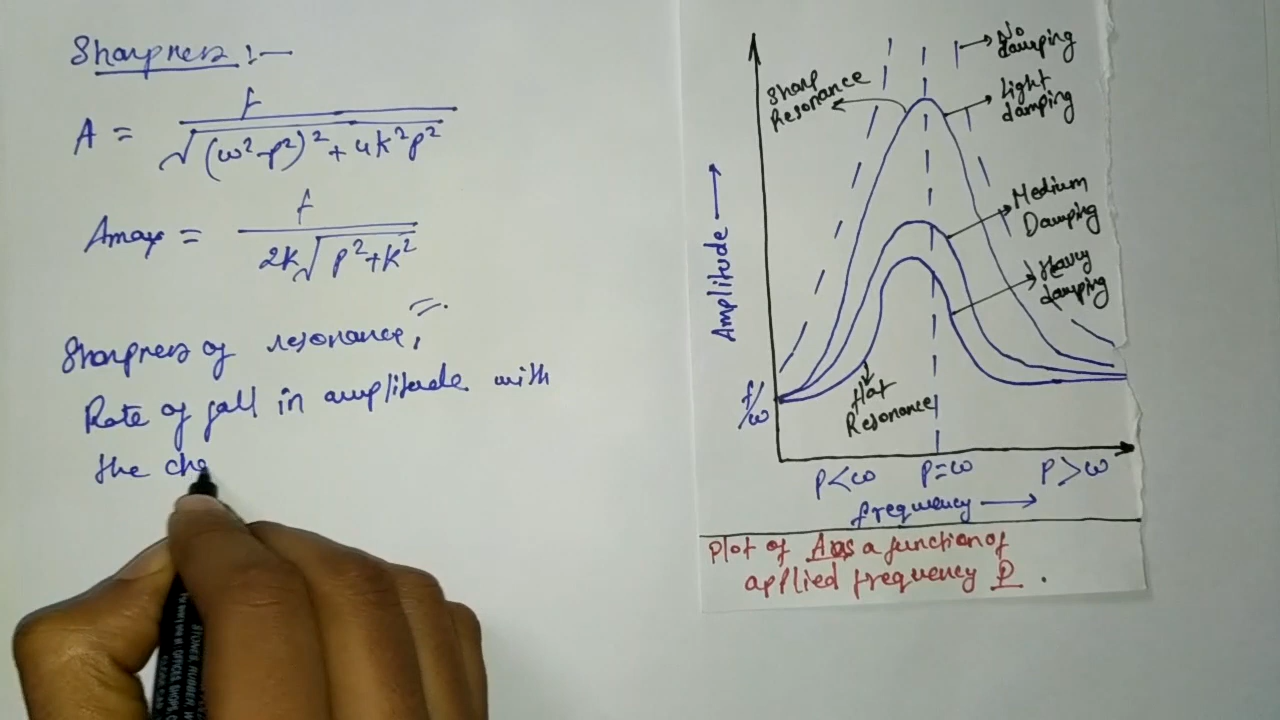 Sharpness :-
A = f / √(ω²-p²)² + 4k²p²
Amax = f / 2k√p²+k²
Sharpness of resonance,
Rate of fall in amplitude with
the cha
No
damping
Sharp
Resonance
Light
damping
Medium
Damping
Heavy
damping
Amplitude →
f/ω
flat
Resonance
p<ω p=ω p>ω
frequency →
Plot of A as a function of
applied frequency p.